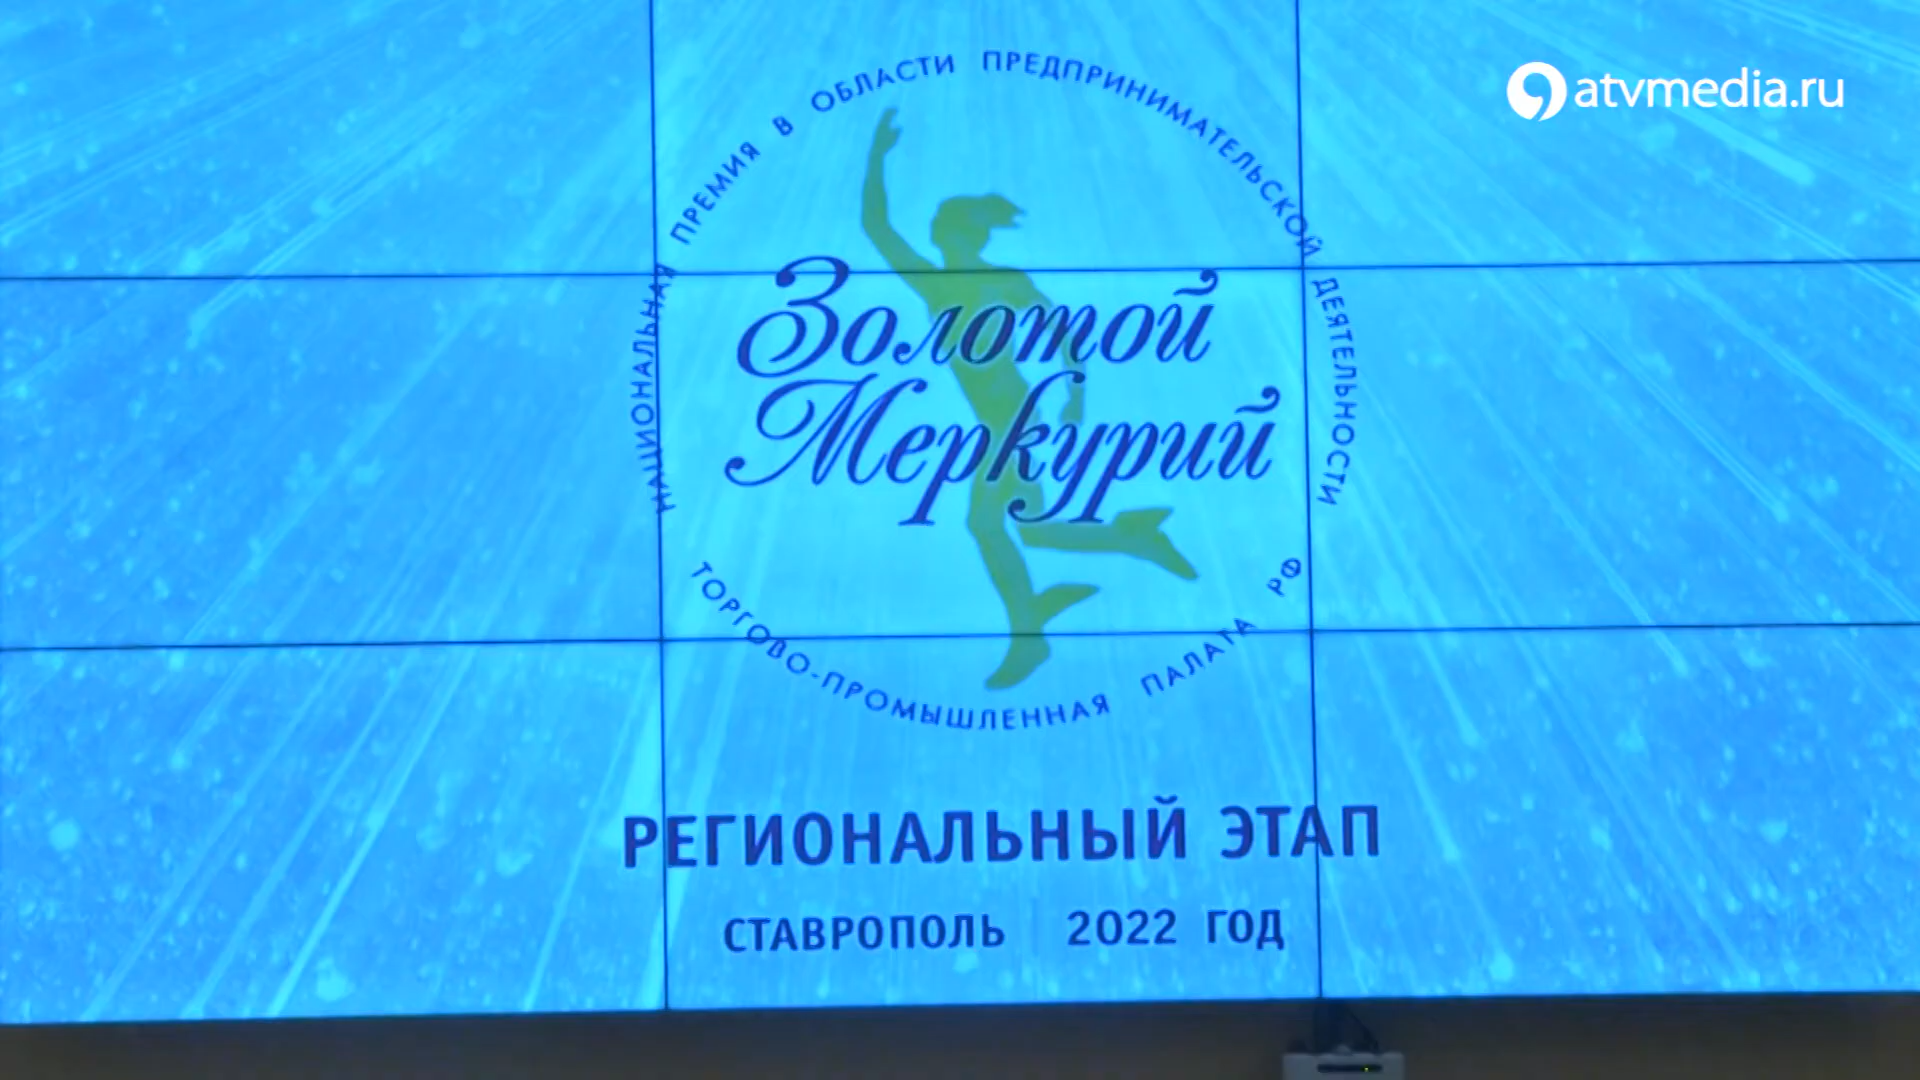 atvmedia.ru
НАЦИОНАЛЬНАЯ ПРЕМИЯ В ОБЛАСТИ ПРЕДПРИНИМАТЕЛЬСКОЙ ДЕЯТЕЛЬНОСТИ
Золотой
Меркурий
ТОРГОВО-ПРОМЫШЛЕННАЯ ПАЛАТА РФ
РЕГИОНАЛЬНЫЙ ЭТАП
СТАВРОПОЛЬ 2022 ГОД